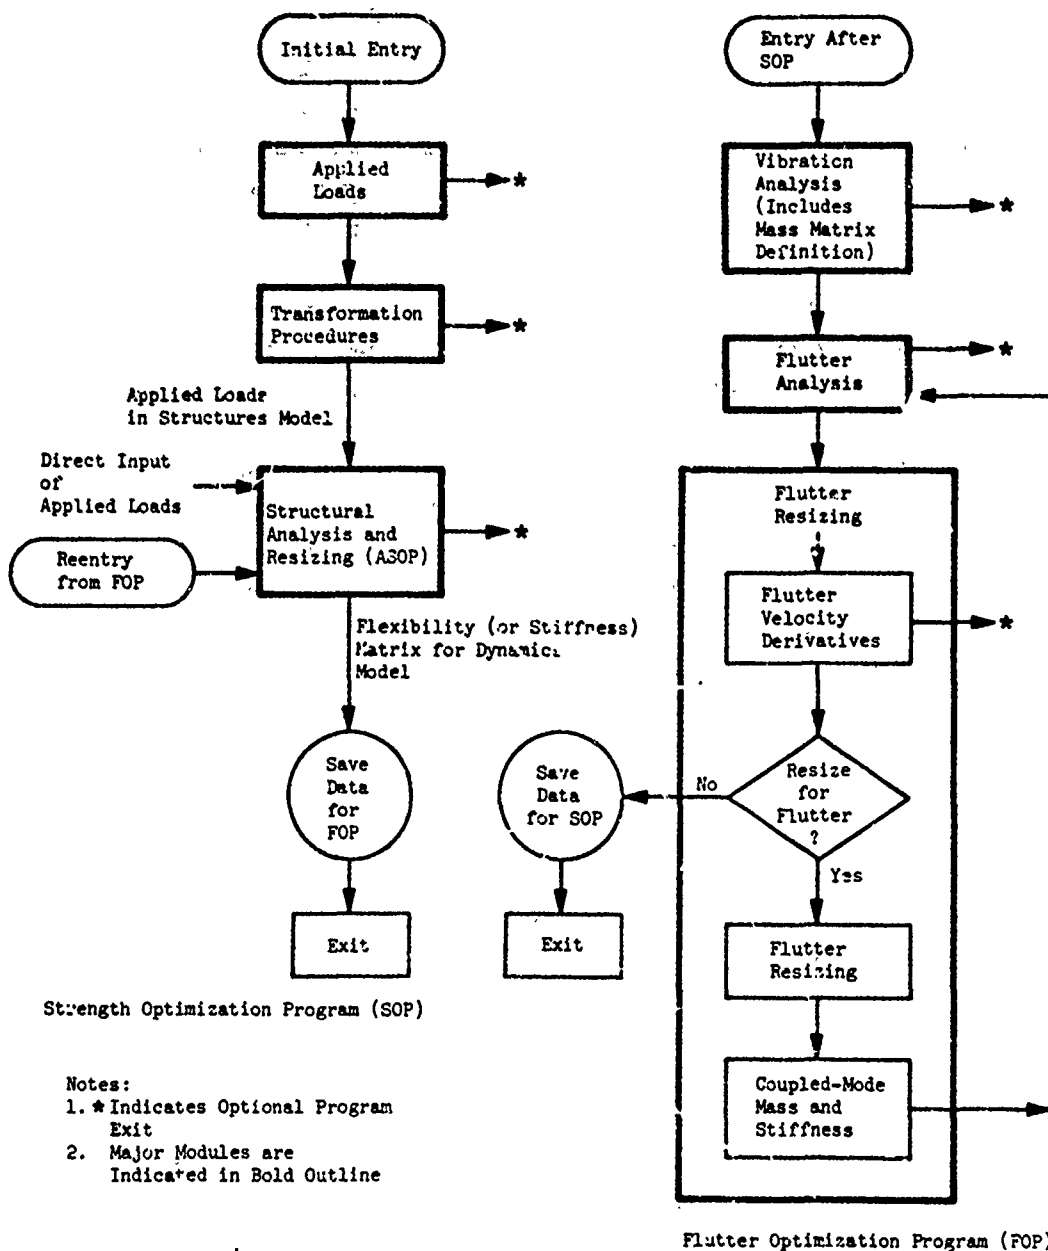 Initial Entry
Applied
Loads
*
Transformation
Procedures
*
Applied Loads
in Structures Model
Direct Input
of
Applied Loads
Structural
Analysis and
Resizing (ASOP)
*
Reentry
from FOP
Flexibility (or Stiffness)
Matrix for Dynamics
Model
Save
Data
for
FOP
Exit
Strength Optimization Program (SOP)
Notes:
1. * Indicates Optional Program
Exit
2. Major Modules are
Indicated in Bold Outline
Entry After
SOP
Vibration
Analysis
(Includes
Mass Matrix
Definition)
*
Flutter
Analysis
*
Flutter
Resizing
Flutter
Velocity
Derivatives
*
Resize
for
Flutter
?
No
Save
Data
for SOP
Exit
Yes
Flutter
Resizing
Coupled-Mode
Mass and
Stiffness
Flutter Optimization Program (FOP)